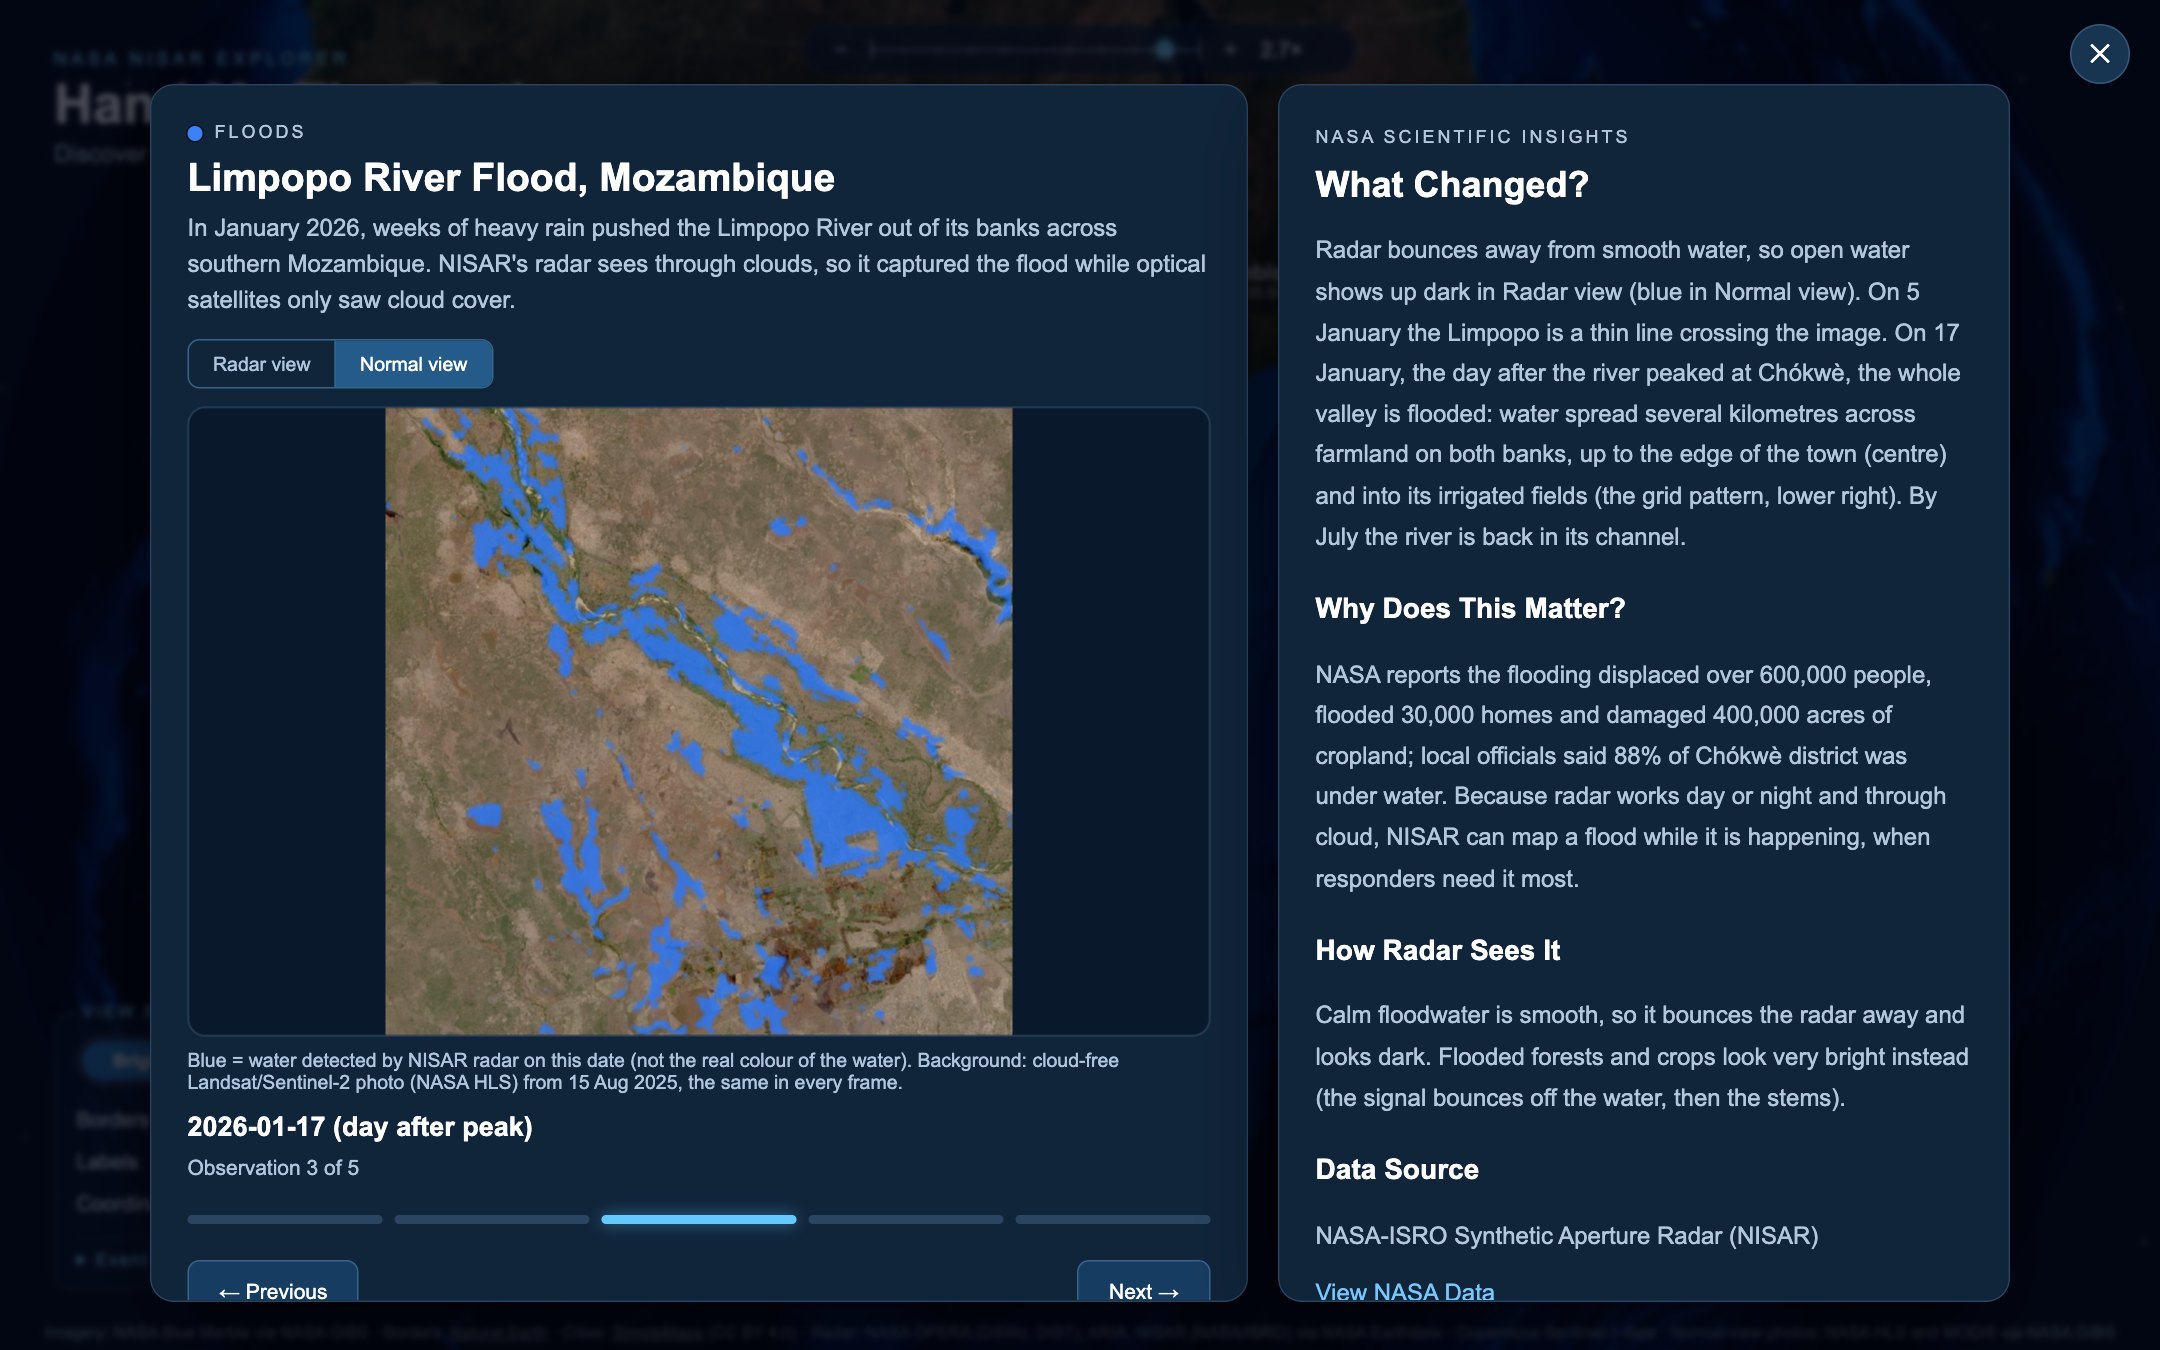 NASA NISAR EXPLORER
Han
Discover
2.7×
FLOODS
Limpopo River Flood, Mozambique
In January 2026, weeks of heavy rain pushed the Limpopo River out of its banks across
southern Mozambique. NISAR's radar sees through clouds, so it captured the flood while optical
satellites only saw cloud cover.
Radar view
Normal view
Blue = water detected by NISAR radar on this date (not the real colour of the water). Background: cloud-free
Landsat/Sentinel-2 photo (NASA HLS) from 15 Aug 2025, the same in every frame.
2026-01-17 (day after peak)
Observation 3 of 5
← Previous
Next →
NASA SCIENTIFIC INSIGHTS
What Changed?
Radar bounces away from smooth water, so open water
shows up dark in Radar view (blue in Normal view). On 5
January the Limpopo is a thin line crossing the image. On 17
January, the day after the river peaked at Chókwè, the whole
valley is flooded: water spread several kilometres across
farmland on both banks, up to the edge of the town (centre)
and into its irrigated fields (the grid pattern, lower right). By
July the river is back in its channel.
Why Does This Matter?
NASA reports the flooding displaced over 600,000 people,
flooded 30,000 homes and damaged 400,000 acres of
cropland; local officials said 88% of Chókwè district was
under water. Because radar works day or night and through
cloud, NISAR can map a flood while it is happening, when
responders need it most.
How Radar Sees It
Calm floodwater is smooth, so it bounces the radar away and
looks dark. Flooded forests and crops look very bright instead
(the signal bounces off the water, then the stems).
Data Source
NASA-ISRO Synthetic Aperture Radar (NISAR)
View NASA Data
VIEW
Borders
Labels
Coordin
Event